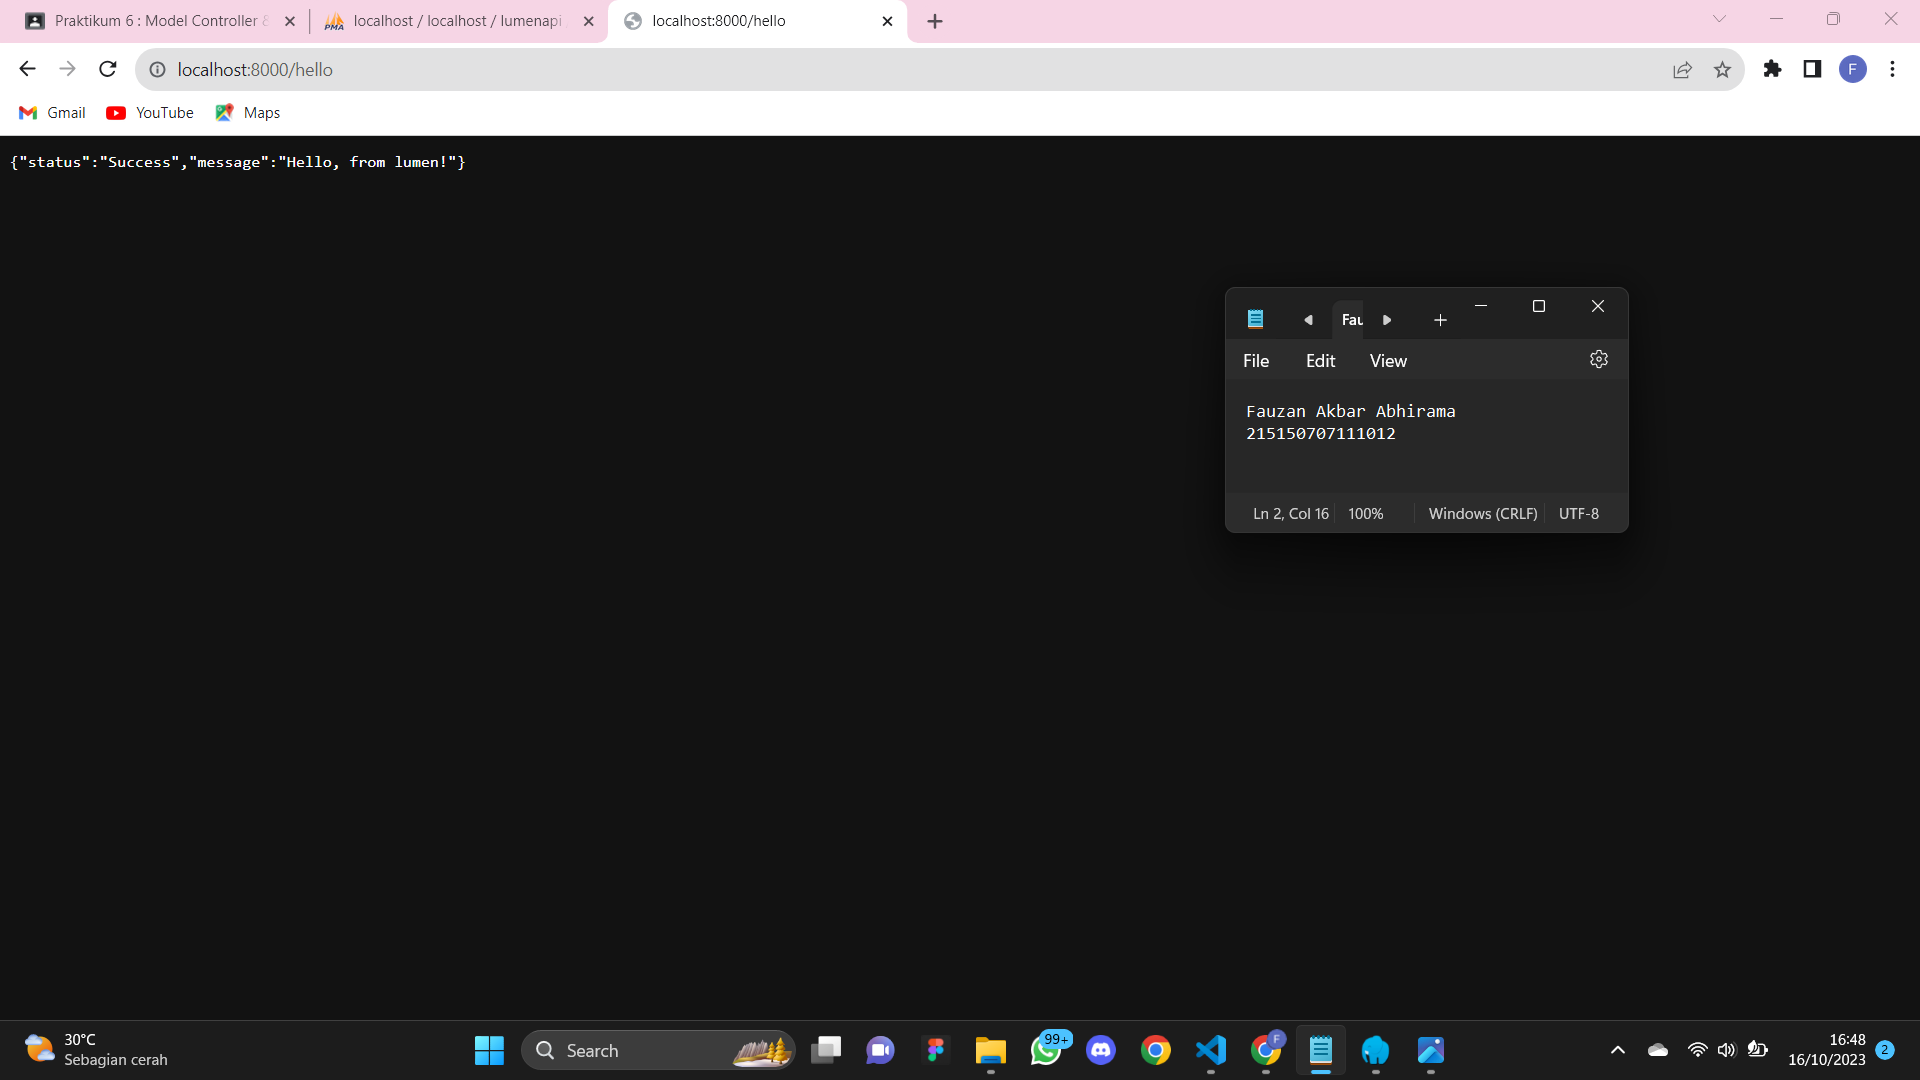 Praktikum 6 : Model Controller &
localhost / localhost / lumenapi
localhost:8000/hello
localhost:8000/hello
F
Gmail
YouTube
Maps
{"status":"Success","message":"Hello, from lumen!"}
Fau
File
Edit
View
Fauzan Akbar Abhirama
215150707111012
Ln 2, Col 16
100%
Windows (CRLF)
UTF-8
30°C
Sebagian cerah
Search
99+
F
16:48
16/10/2023
2